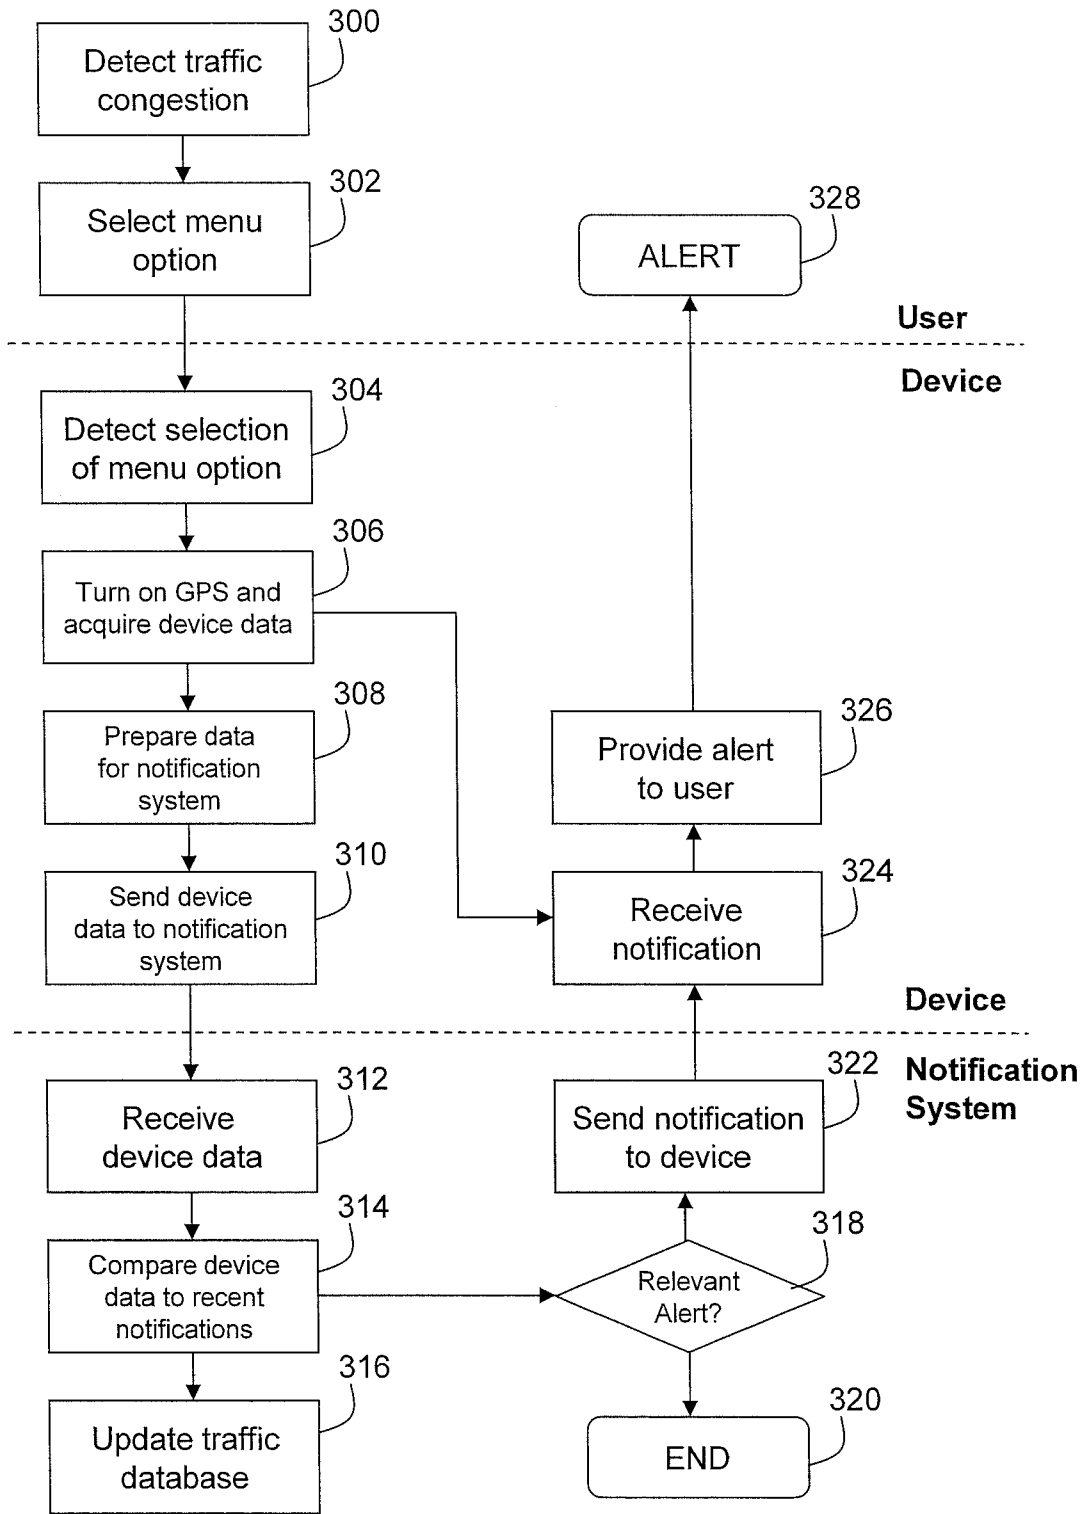 300
Detect traffic
congestion
302
Select menu
option
328
ALERT
User
Device
304
Detect selection
of menu option
306
Turn on GPS and
acquire device data
308
Prepare data
for notification
system
326
Provide alert
to user
310
Send device
data to notification
system
324
Receive
notification
Device
Notification
System
312
Receive
device data
322
Send notification
to device
314
Compare device
data to recent
notifications
318
Relevant
Alert?
316
Update traffic
database
320
END